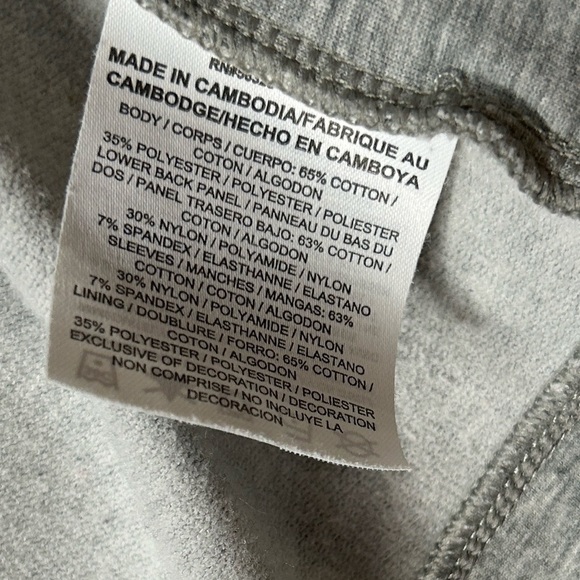 MADE IN CAMBODIA/FABRIQUE AU
CAMBODGE/HECHO EN CAMBOYA
BODY / CORPS / CUERPO: 65% COTTON /
COTON / ALGODON
35% POLYESTER / POLYESTER / POLIESTER
LOWER BACK PANEL / PANNEAU DU BAS DU
DOS / PANEL TRASERO BAJO: 63% COTTON /
COTON / ALGODON
30% NYLON / POLYAMIDE / NYLON
7% SPANDEX / ELASTHANNE / ELASTANO
SLEEVES / MANCHES / MANGAS: 63%
COTTON / COTON / ALGODON
30% NYLON / POLYAMIDE / NYLON
7% SPANDEX / ELASTHANNE / ELASTANO
LINING / DOUBLURE / FORRO: 65% COTTON /
COTON / ALGODON
35% POLYESTER / POLYESTER / POLIESTER
EXCLUSIVE OF DECORATION / DECORATION
NON COMPRISE / NO INCLUYE LA
DECORACION